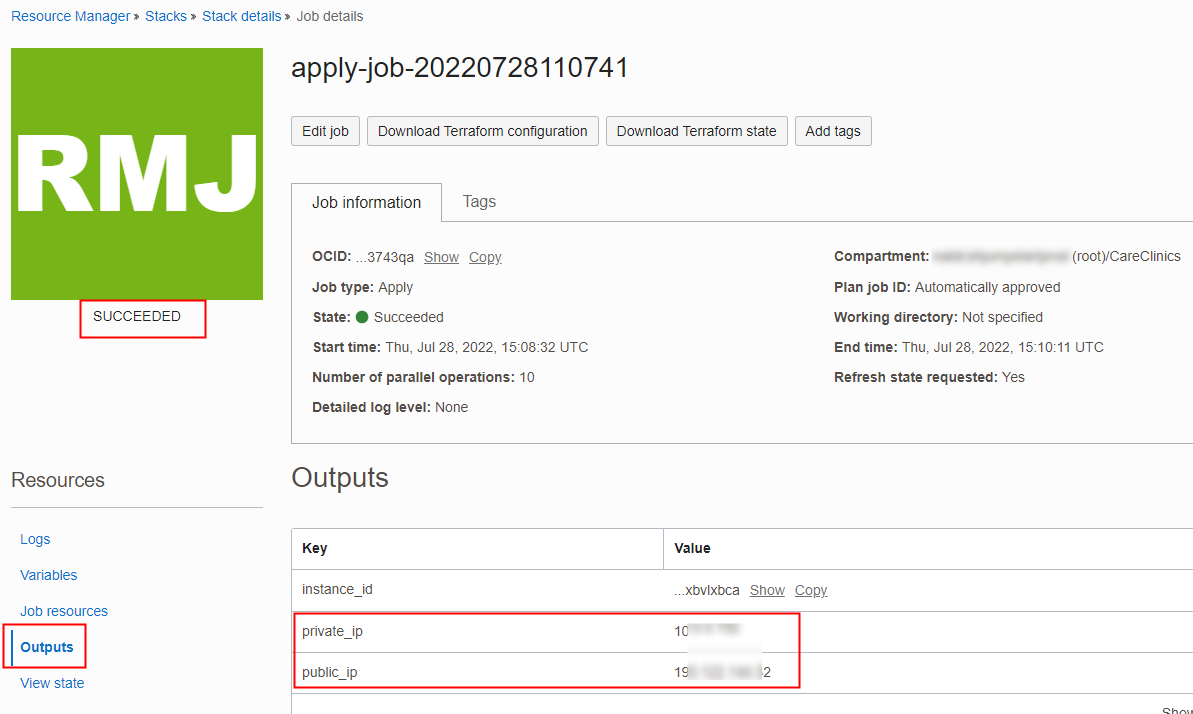 Resource Manager » Stacks » Stack details » Job details
RMJ
SUCCEEDED
apply-job-20220728110741
Edit job Download Terraform configuration Download Terraform state Add tags
Job information Tags
OCID: ...3743qa Show Copy
Job type: Apply
State: Succeeded
Start time: Thu, Jul 28, 2022, 15:08:32 UTC
Number of parallel operations: 10
Detailed log level: None
Compartment: (root)/CareClinics
Plan job ID: Automatically approved
Working directory: Not specified
End time: Thu, Jul 28, 2022, 15:10:11 UTC
Refresh state requested: Yes
Resources
Logs
Variables
Job resources
Outputs
View state
Outputs
Key Value
instance_id ...xbvlxbca Show Copy
private_ip 10
public_ip 19 2